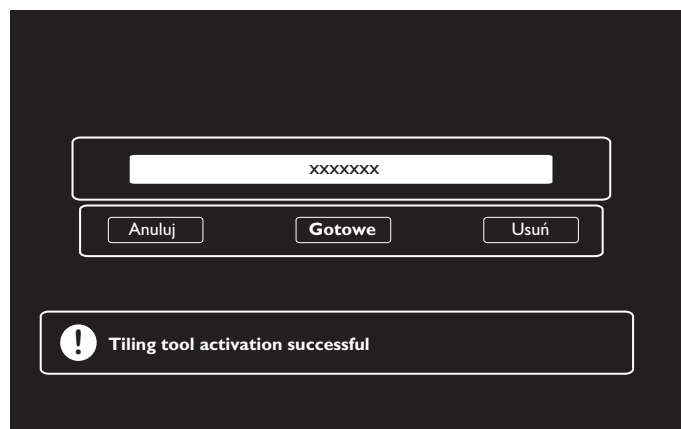 xxxxxxx
Anuluj Gotowe Usuń
! Tiling tool activation successful